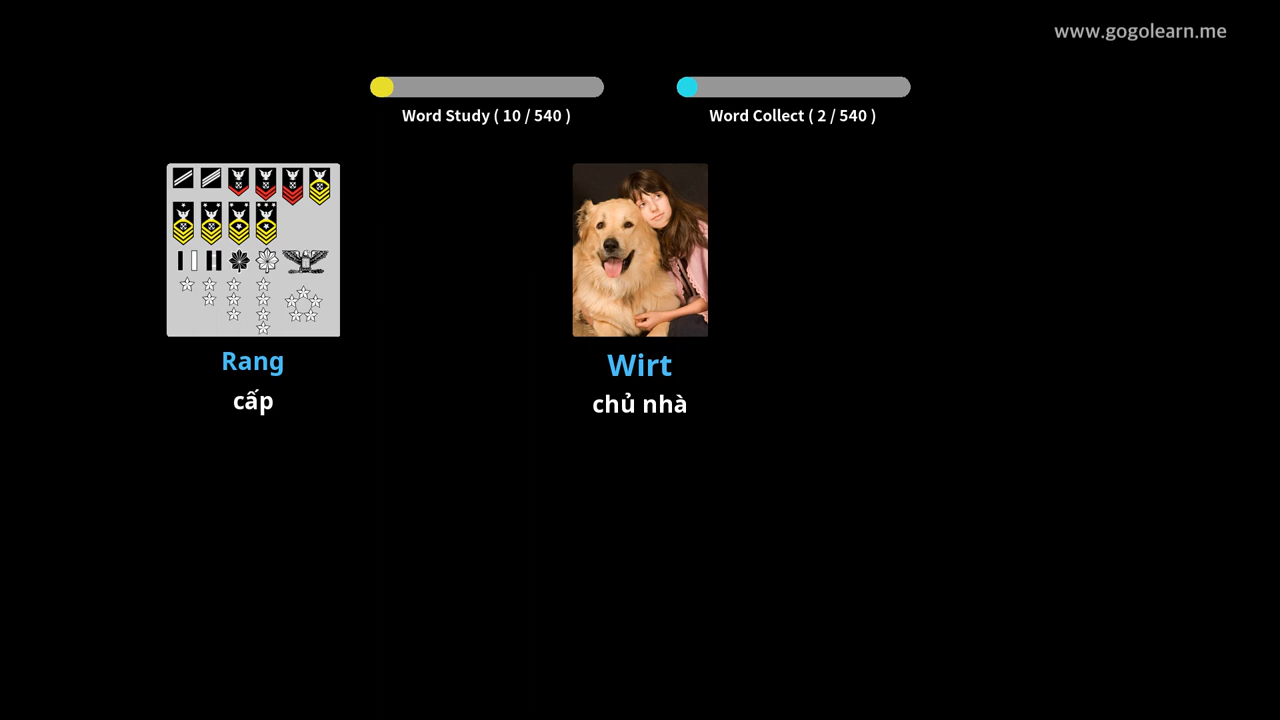 www.gogolearn.me
Word Study ( 10 / 540 )
Word Collect ( 2 / 540 )
Rang
cấp
Wirt
chủ nhà